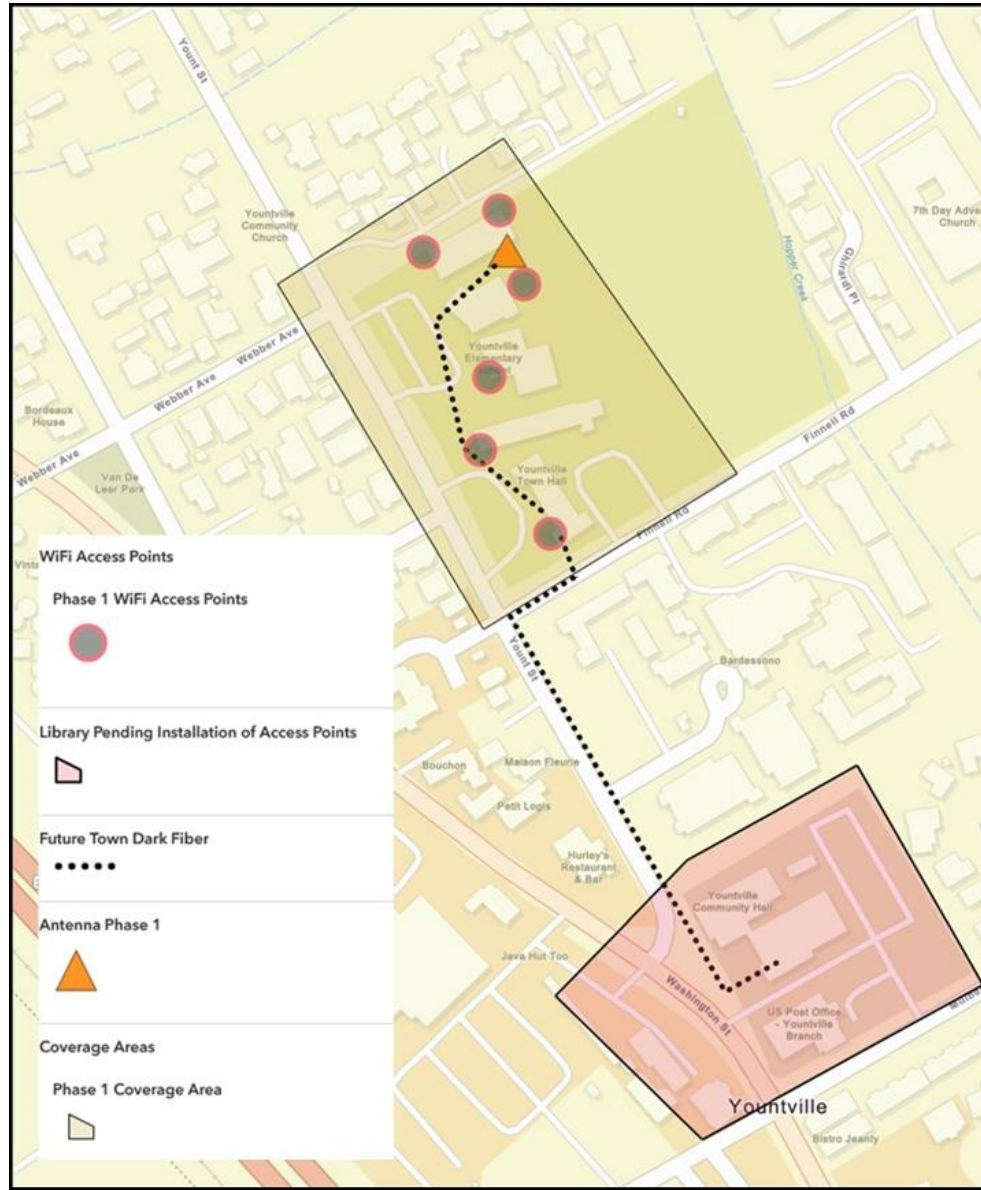 Yount St
Yountville
Community
Church
7th Day Adve
Church
Hopper Creek
Ghirardi Pl
Webber Ave
Webber Ave
Webber Ave
Yountville
Elementary
School
Bordeaux
House
Van De
Leer Park
Finnell Rd
Yountville
Town Hall
Finnell Rd
Vinta
WiFi Access Points
Phase 1 WiFi Access Points
Library Pending Installation of Access Points
Future Town Dark Fiber
Antenna Phase 1
Coverage Areas
Phase 1 Coverage Area
Yount St
Bardessono
Bouchon
Maison Fleurie
Petit Logis
Hurley's
Restaurant
& Bar
Yountville
Community Hall
Java Hut Too
Washington St
US Post Office
- Yountville
Branch
Mulbe
Yountville
Bistro Jeanty